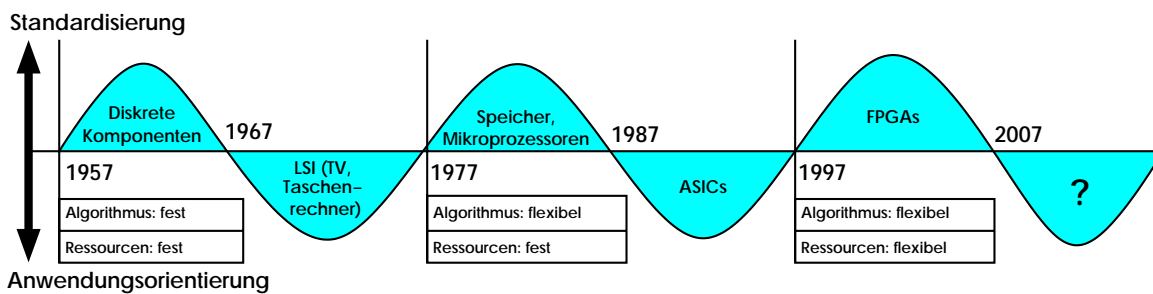 Standardisierung
Diskrete
Komponenten
1967
Speicher,
Mikroprozessoren
1987
FPGAs
2007
1957
LSI (TV,
Taschen–
rechner)
1977
ASICs
1997
?
Algorithmus: fest
Ressourcen: fest
Algorithmus: flexibel
Ressourcen: fest
Algorithmus: flexibel
Ressourcen: flexibel
Anwendungsorientierung